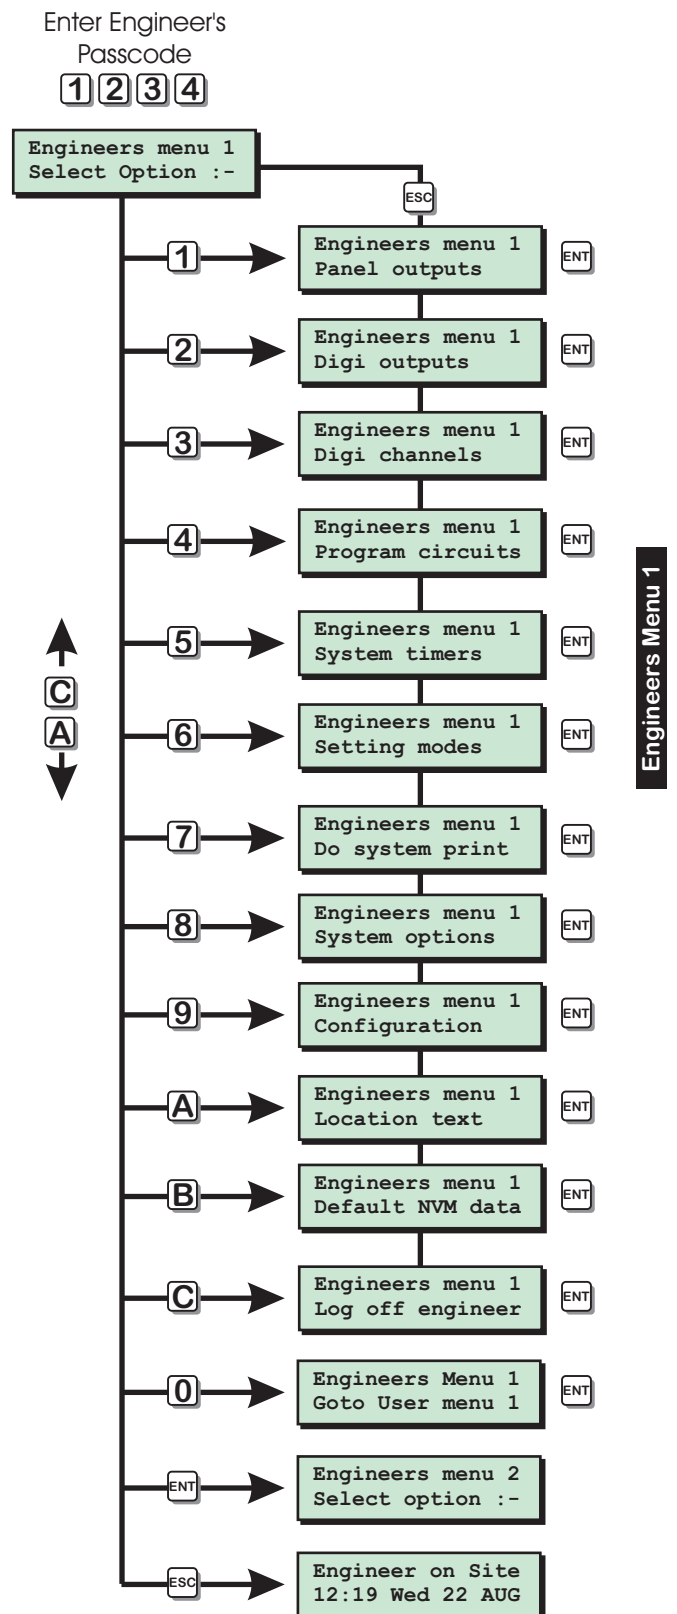 Enter Engineer's
Passcode
1 2 3 4
Engineers menu 1
Select Option :-
ESC
1
Engineers menu 1
Panel outputs
ENT
2
Engineers menu 1
Digi outputs
ENT
3
Engineers menu 1
Digi channels
ENT
4
Engineers menu 1
Program circuits
ENT
5
Engineers menu 1
System timers
ENT
C
A
6
Engineers menu 1
Setting modes
ENT
7
Engineers menu 1
Do system print
ENT
8
Engineers menu 1
System options
ENT
9
Engineers menu 1
Configuration
ENT
A
Engineers menu 1
Location text
ENT
B
Engineers menu 1
Default NVM data
ENT
C
Engineers menu 1
Log off engineer
ENT
0
Engineers Menu 1
Goto User menu 1
ENT
ENT
Engineers menu 2
Select option :-
ESC
Engineer on Site
12:19 Wed 22 AUG
Engineers Menu 1